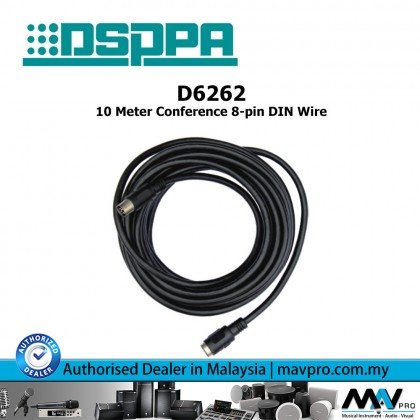 DSPPA
D6262
10 Meter Conference 8-pin DIN Wire
AUTHORIZED
DEALER
Authorised Dealer in Malaysia | mavpro.com.my
MAV PRO
Musical Instrument - Audio - Visual